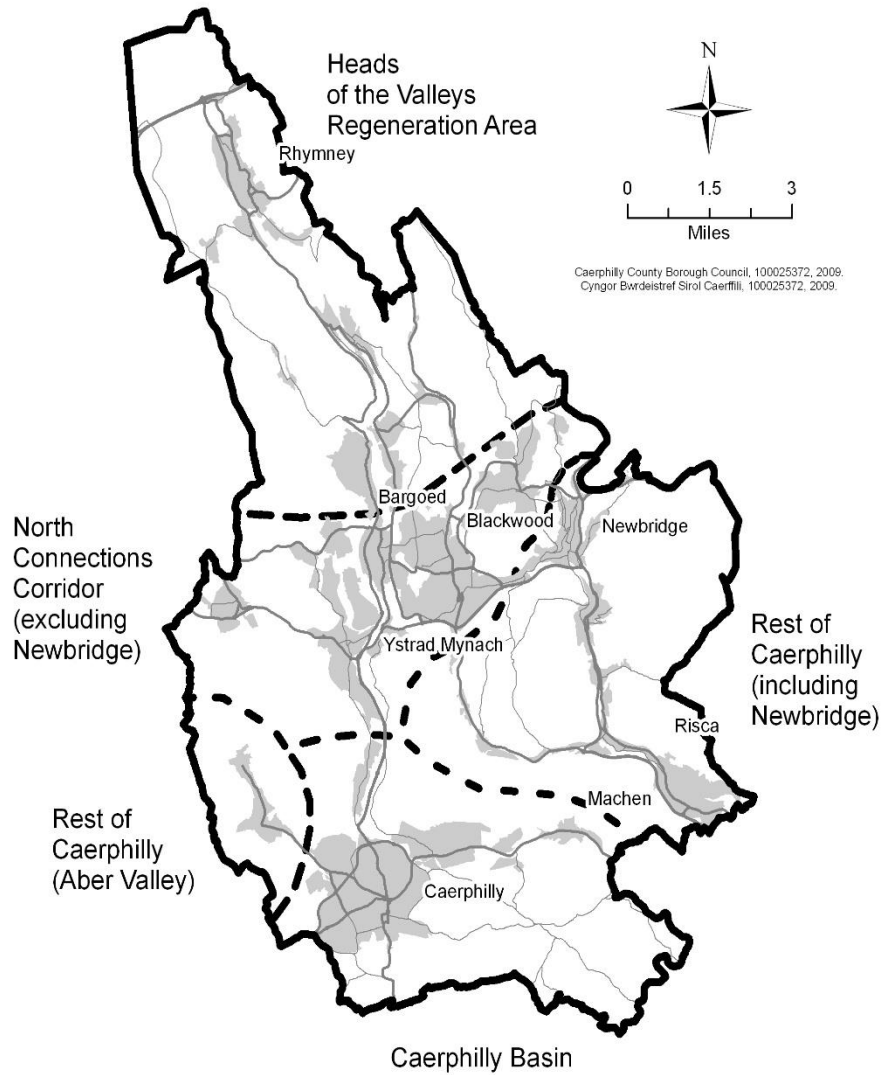 Heads
of the Valleys
Regeneration Area
N
0 1.5 3
Miles
Caerphilly County Borough Council, 100025372, 2009.
Cyngor Bwrdeistref Sirol Caerffili, 100025372, 2009.
Rhymney
Bargoed
Blackwood
Newbridge
North
Connections
Corridor
(excluding
Newbridge)
Ystrad Mynach
Rest of
Caerphilly
(including
Newbridge)
Risca
Machen
Rest of
Caerphilly
(Aber Valley)
Caerphilly
Caerphilly Basin